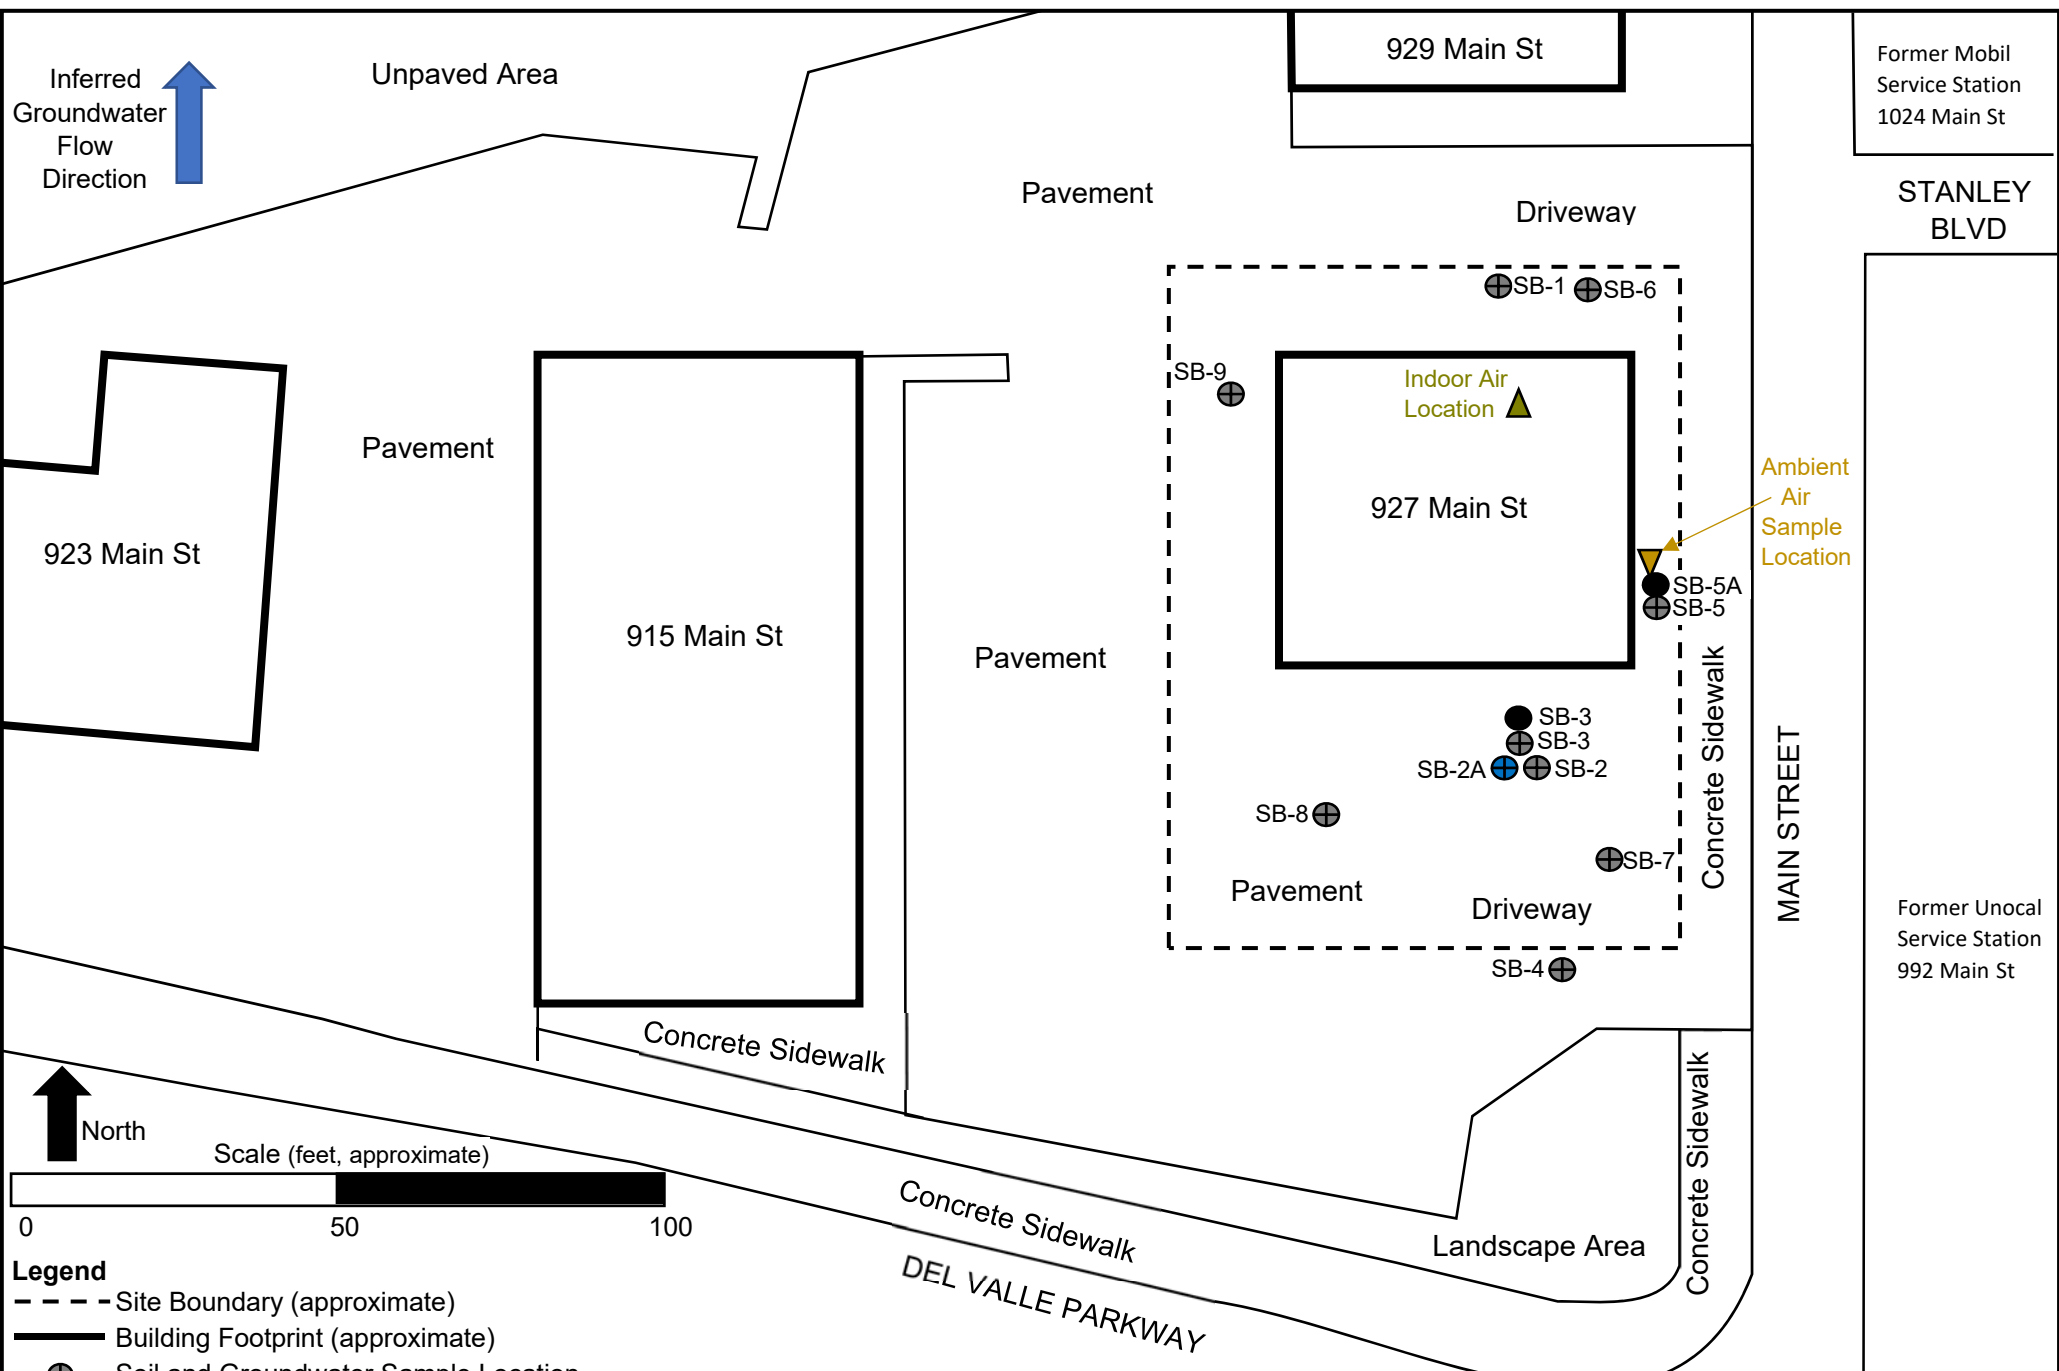 929 Main St
Former Mobil
Service Station
1024 Main St
Inferred
Groundwater
Flow
Direction
Unpaved Area
Pavement
Driveway
STANLEY
BLVD
SB-1
SB-6
SB-9
Indoor Air
Location
Pavement
927 Main St
Ambient
Air
Sample
Location
923 Main St
SB-5A
SB-5
915 Main St
Pavement
Concrete Sidewalk
MAIN STREET
SB-3
SB-3
SB-2A
SB-2
SB-8
SB-7
Pavement
Driveway
Former Unocal
Service Station
992 Main St
SB-4
Concrete Sidewalk
Concrete Sidewalk
North
Scale (feet, approximate)
0 50 100
Concrete Sidewalk
Landscape Area
DEL VALLE PARKWAY
Legend
Site Boundary (approximate)
Building Footprint (approximate)
Soil and Groundwater Sample Location